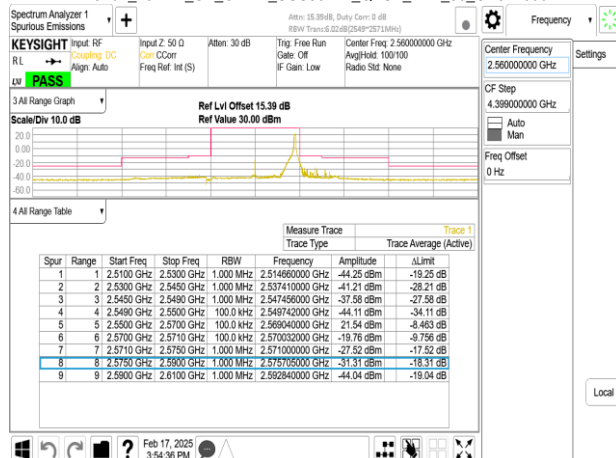 Spectrum Analyzer 1
Spurious Emissions
Attn: 15.39dB, Duty Corr: 0 dB
RBW Trans:6.02dB(2549~2571MHz)
Frequency
Settings
KEYSIGHT
RL
LXI
PASS
Input: RF
Coupling: DC
Align: Auto
Input Z: 50 Ω
Corr CCorr
Freq Ref: Int (S)
Atten: 30 dB
Trig: Free Run
Gate: Off
IF Gain: Low
Center Freq: 2.560000000 GHz
Avg|Hold: 100/100
Radio Std: None
Center Frequency
2.560000000 GHz
CF Step
4.399000000 GHz
Auto
Man
Freq Offset
0 Hz
Local
3 All Range Graph
Scale/Div 10.0 dB
Ref Lvl Offset 15.39 dB
Ref Value 30.00 dBm
20.0
0.00
-20.0
-40.0
-60.0
4 All Range Table
Measure Trace Trace 1
Trace Type Trace Average (Active)
Spur Range Start Freq Stop Freq RBW Frequency Amplitude ΔLimit
1 1 2.5100 GHz 2.5300 GHz 1.000 MHz 2.514660000 GHz -44.25 dBm -19.25 dB
2 2 2.5300 GHz 2.5450 GHz 1.000 MHz 2.537410000 GHz -41.21 dBm -28.21 dB
3 3 2.5450 GHz 2.5490 GHz 1.000 MHz 2.547456000 GHz -37.58 dBm -27.58 dB
4 4 2.5490 GHz 2.5500 GHz 100.0 kHz 2.549742000 GHz -44.11 dBm -34.11 dB
5 5 2.5500 GHz 2.5700 GHz 100.0 kHz 2.569040000 GHz 21.54 dBm -8.463 dB
6 6 2.5700 GHz 2.5710 GHz 100.0 kHz 2.570032000 GHz -19.76 dBm -9.756 dB
7 7 2.5710 GHz 2.5750 GHz 1.000 MHz 2.571000000 GHz -27.52 dBm -17.52 dB
8 8 2.5750 GHz 2.5900 GHz 1.000 MHz 2.575705000 GHz -31.31 dBm -18.31 dB
9 9 2.5900 GHz 2.6100 GHz 1.000 MHz 2.592840000 GHz -44.04 dBm -19.04 dB
Feb 17, 2025
3:54:36 PM